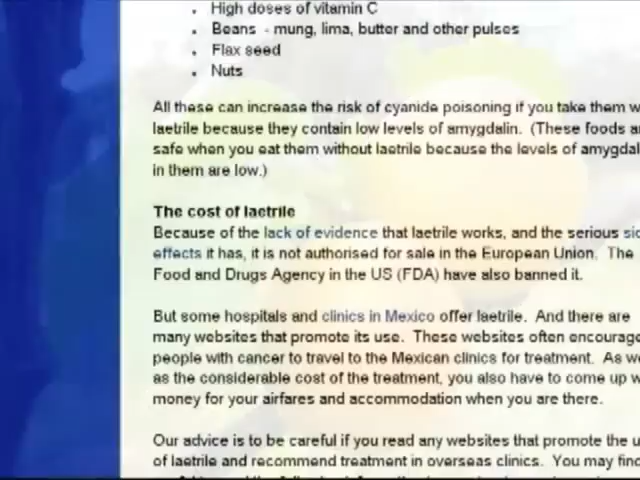 . High doses of vitamin C
. Beans - mung, lima, butter and other pulses
. Flax seed
. Nuts
All these can increase the risk of cyanide poisoning if you take them w
laetrile because they contain low levels of amygdalin. (These foods a
safe when you eat them without laetrile because the levels of amygdal
in them are low.)
The cost of laetrile
Because of the lack of evidence that laetrile works, and the serious si
effects it has, it is not authorised for sale in the European Union. The
Food and Drugs Agency in the US (FDA) have also banned it.
But some hospitals and clinics in Mexico offer laetrile. And there are
many websites that promote its use. These websites often encourage
people with cancer to travel to the Mexican clinics for treatment. As we
as the considerable cost of the treatment, you also have to come up w
money for your airfares and accommodation when you are there.
Our advice is to be careful if you read any websites that promote the u
of laetrile and recommend treatment in overseas clinics. You may find